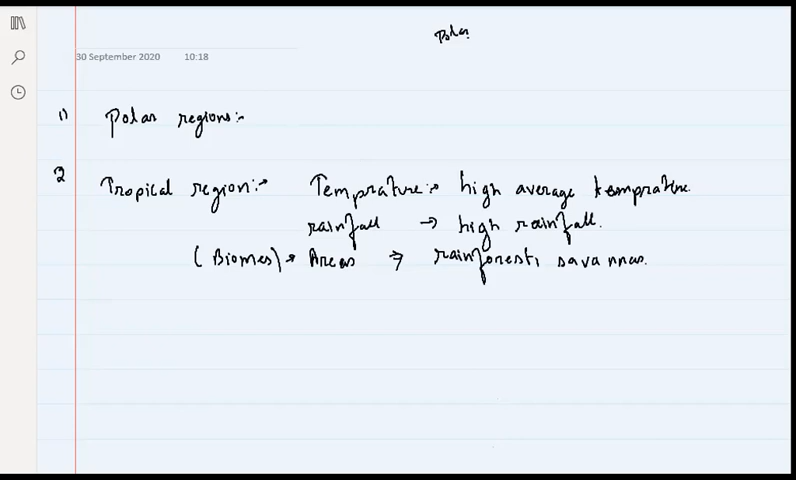 Polar
30 September 2020 10:18
1) Polar regions:-
2 Tropical region:- Temprature:- high average temprature.
rainfall → high rainfall.
(Biomes) → Areas ⇒ rainforest, savannas.